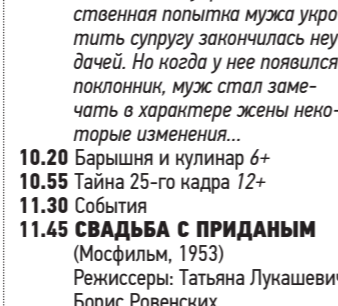 ственная попытка мужа укро
тить супругу закончилась неу
дачей. Но когда у нее появился
поклонник, муж стал заме-
чать в характере жены неко-
торые изменения...
10.20 Барышня и кулинар 6+
10.55 Тайна 25-го кадра 12+
11.30 События
11.45 СВАДЬБА С ПРИДАНЫМ
(Мосфильм, 1953)
Режиссеры: Татьяна Лукашевич
Борис Ровенских